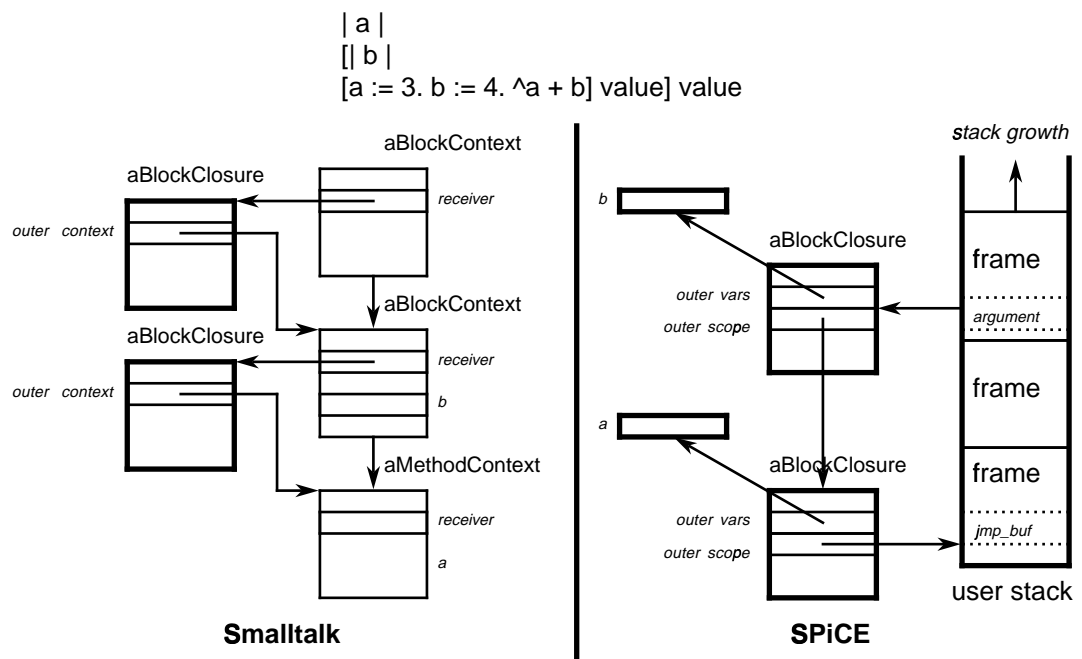 | a |
[| b |
[a := 3. b := 4. ^a + b] value] value
aBlockContext
aBlockClosure
receiver
outer context
aBlockContext
aBlockClosure
receiver
outer context
b
aMethodContext
receiver
a
Smalltalk
stack growth
b
aBlockClosure
frame
outer vars
outer scope
argument
frame
a
aBlockClosure
frame
outer vars
jmp_buf
outer scope
user stack
SPiCE